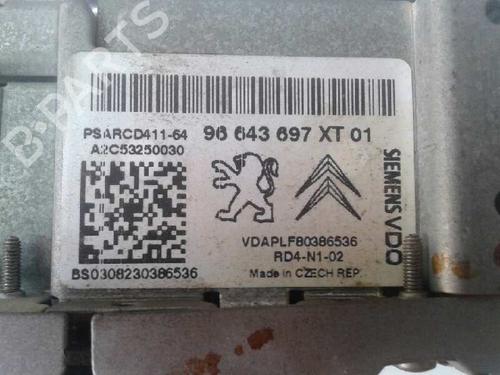 B-PARTS
PSARCD411-64
96 643 697 XT 01
A2C53250030
SIEMENS VDO
VDAPLF80386536
RD4-N1-02
BS0308230386536
Made in CZECH REP.